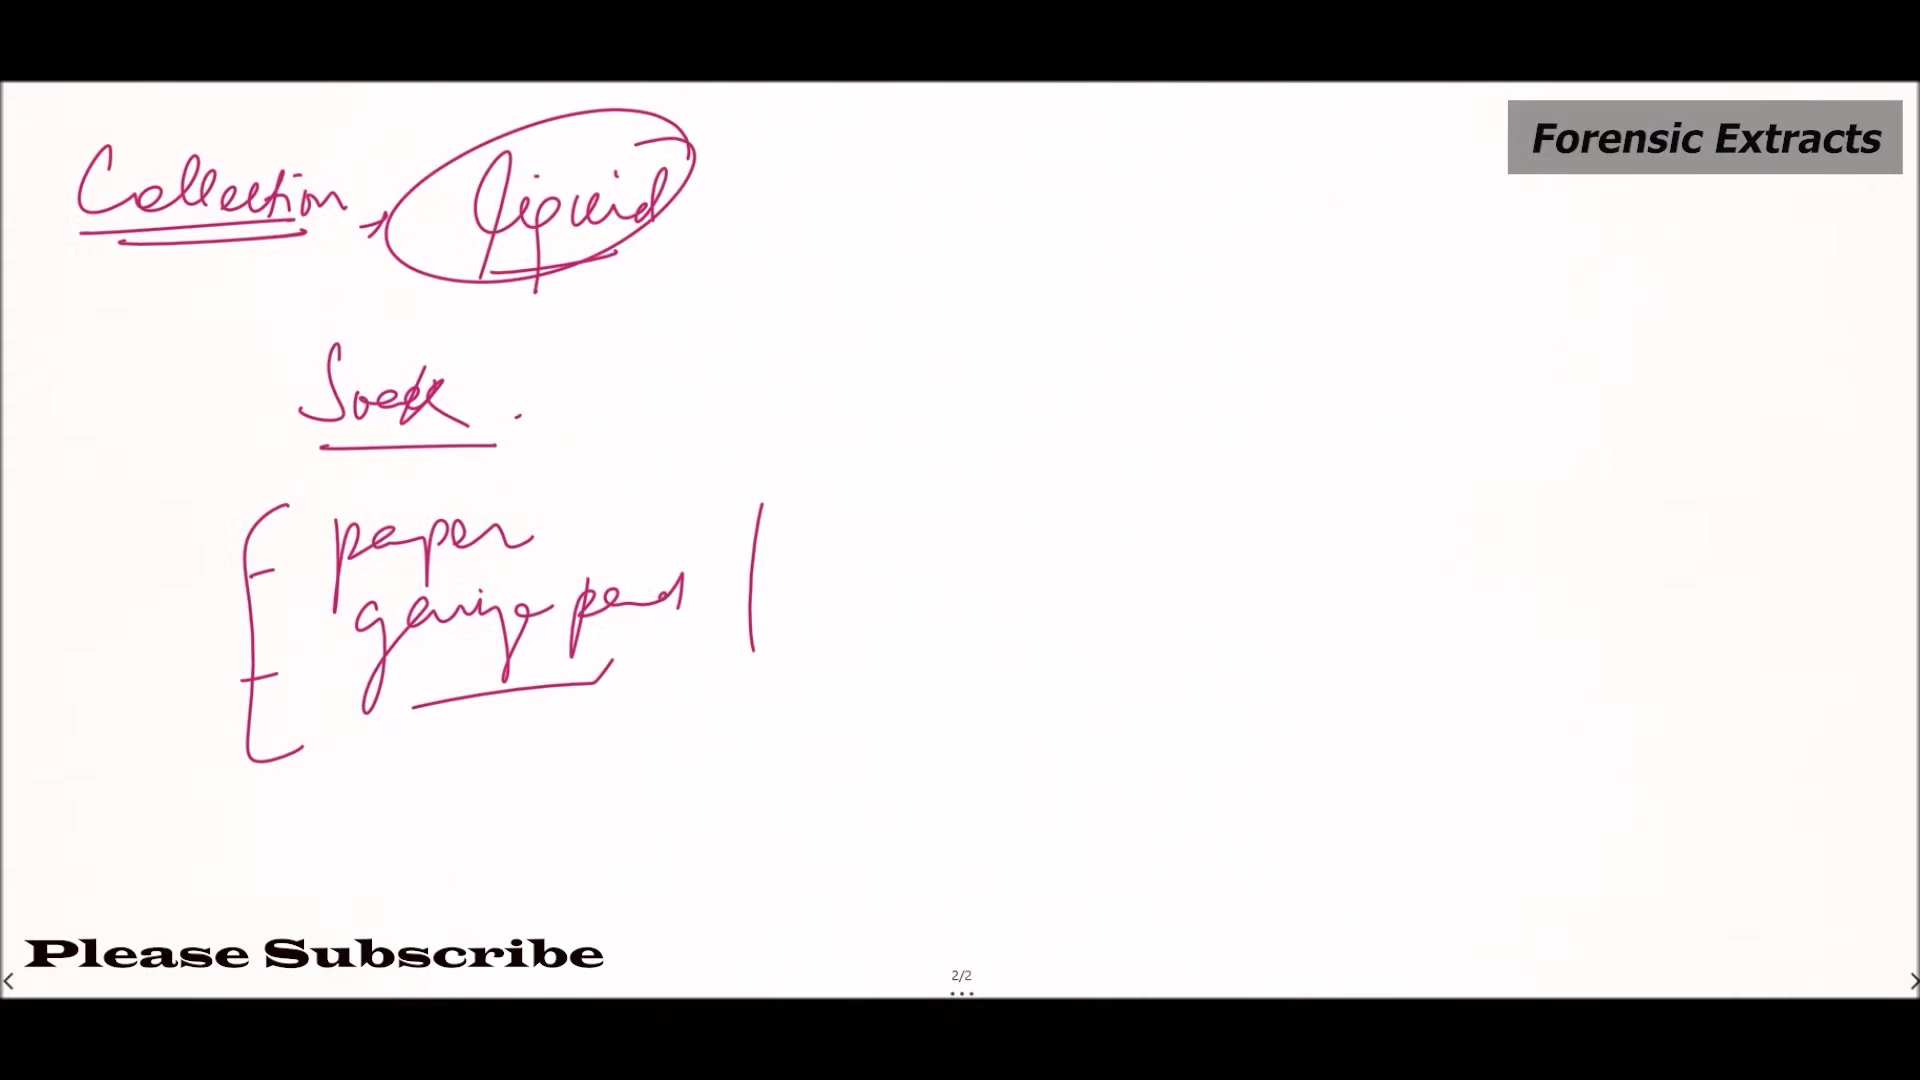 Forensic Extracts
Collection → liquid
Soak .
paper
gauze pad
Please Subscribe
2/2